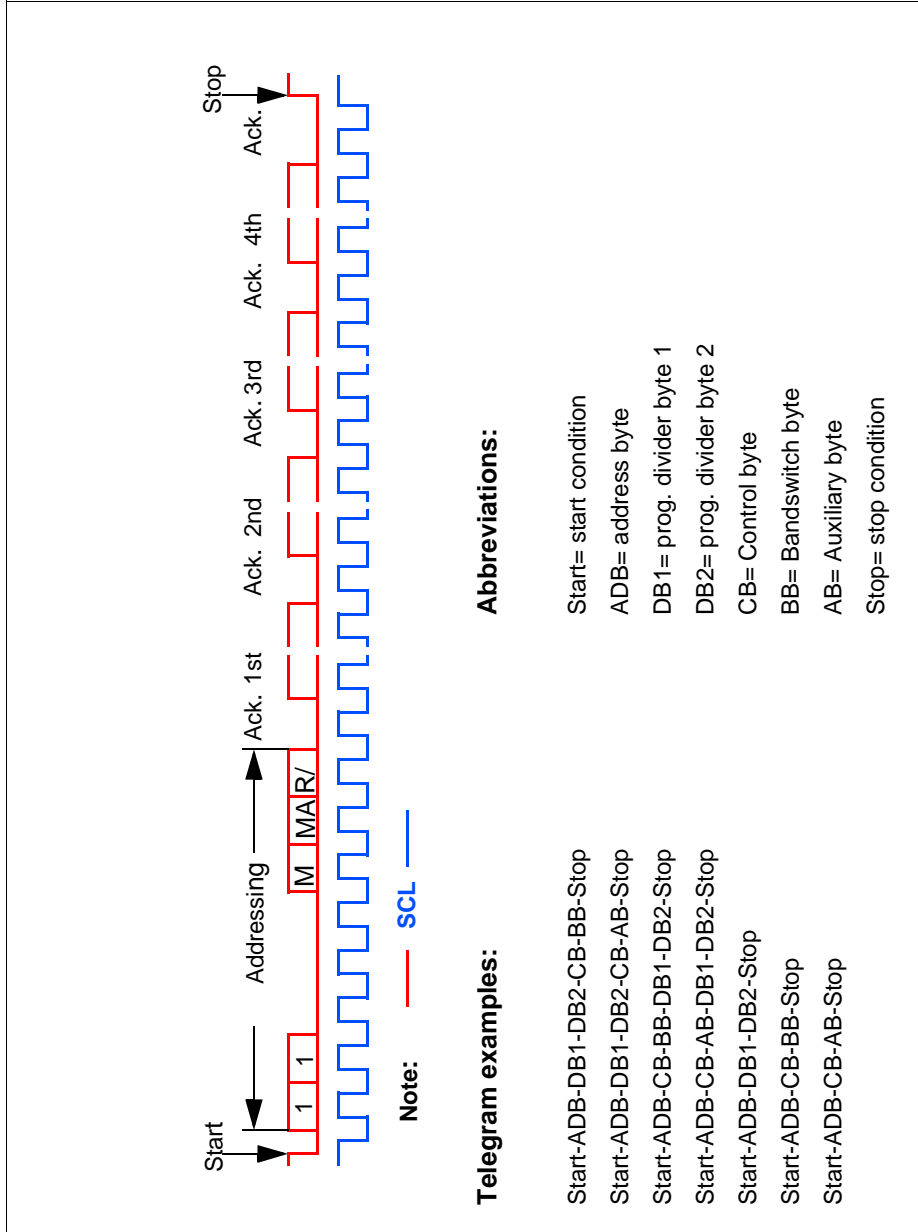 Start
Addressing
Ack. 1st
Ack. 2nd
Ack. 3rd
Ack. 4th
Ack.
Stop
1 1 M MA R/
Note: SCL
Telegram examples:
Start-ADB-DB1-DB2-CB-BB-Stop
Start-ADB-DB1-DB2-CB-AB-Stop
Start-ADB-CB-BB-DB1-DB2-Stop
Start-ADB-CB-AB-DB1-DB2-Stop
Start-ADB-DB1-DB2-Stop
Start-ADB-CB-BB-Stop
Start-ADB-CB-AB-Stop
Abbreviations:
Start= start condition
ADB= address byte
DB1= prog. divider byte 1
DB2= prog. divider byte 2
CB= Control byte
BB= Bandswitch byte
AB= Auxiliary byte
Stop= stop condition